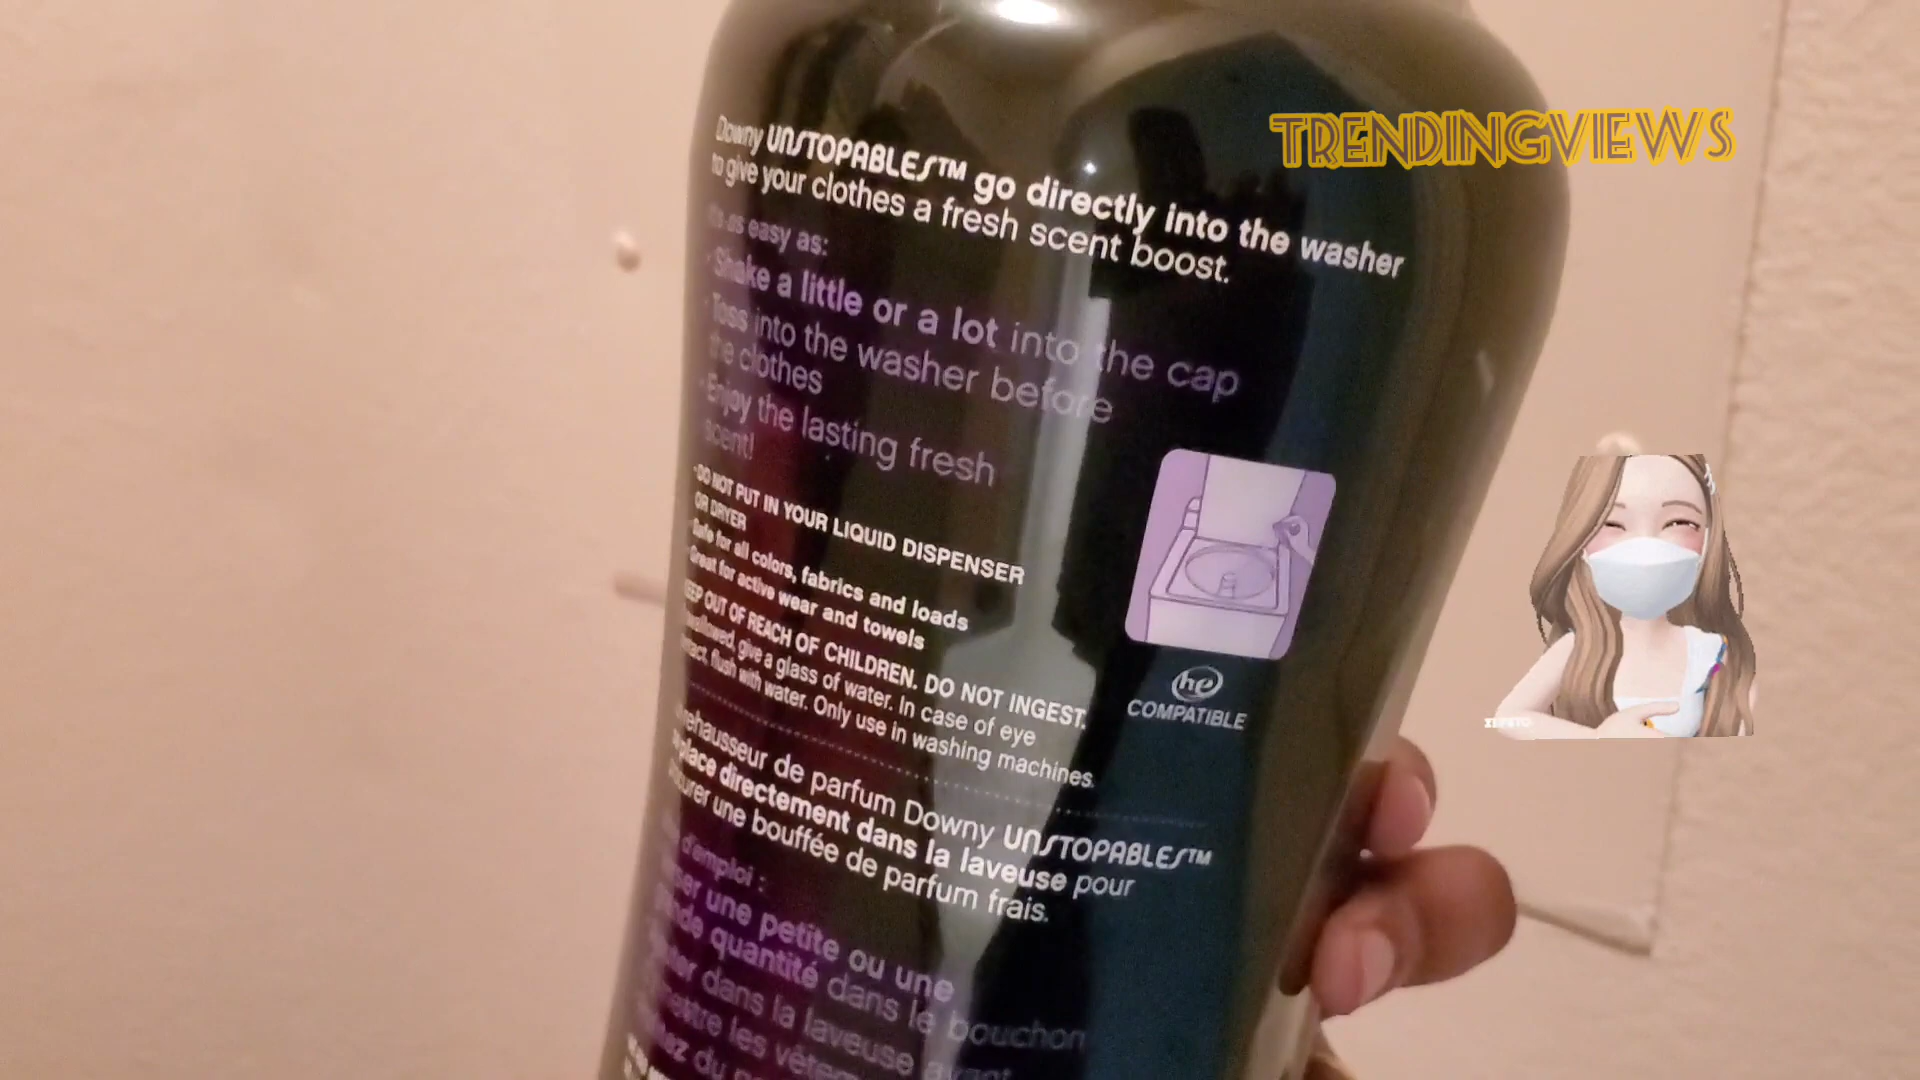 TRENDINGVIEWS
Downy UNSTOPABLES™ go directly into the washer
to give your clothes a fresh scent boost.
as easy as:
· Shake a little or a lot into the cap
· Toss into the washer before
the clothes
· Enjoy the lasting fresh
scent!
· DO NOT PUT IN YOUR LIQUID DISPENSER
OR DRYER
· Safe for all colors, fabrics and loads
· Great for active wear and towels
KEEP OUT OF REACH OF CHILDREN. DO NOT INGEST.
swallowed, give a glass of water. In case of eye
contact, flush with water. Only use in washing machines.
he
COMPATIBLE
rehausseur de parfum Downy UNSTOPABLES™
place directement dans la laveuse pour
une bouffée de parfum frais.
d'emploi :
une petite ou une
quantité dans le bouchon
dans la laveuse avant
les
du
ZEPETO